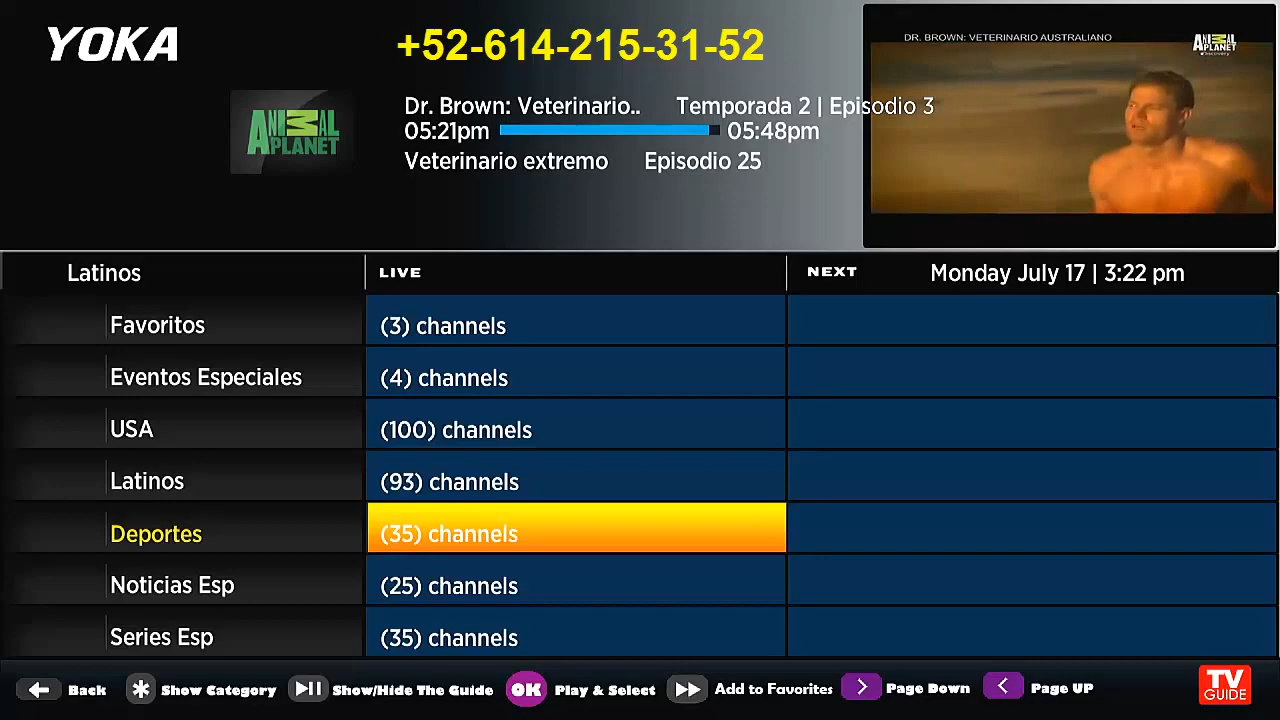 YOKA
+52-614-215-31-52
DR. BROWN: VETERINARIO AUSTRALIANO
ANIMAL PLANET
ANIMAL PLANET
Dr. Brown: Veterinario.. Temporada 2 | Episodio 3
05:21pm 05:48pm
Veterinario extremo Episodio 25
Latinos LIVE NEXT Monday July 17 | 3:22 pm
Favoritos (3) channels
Eventos Especiales (4) channels
USA (100) channels
Latinos (93) channels
Deportes (35) channels
Noticias Esp (25) channels
Series Esp (35) channels
Back Show Category Show/Hide The Guide OK Play & Select Add to Favorites Page Down Page UP
TV GUIDE